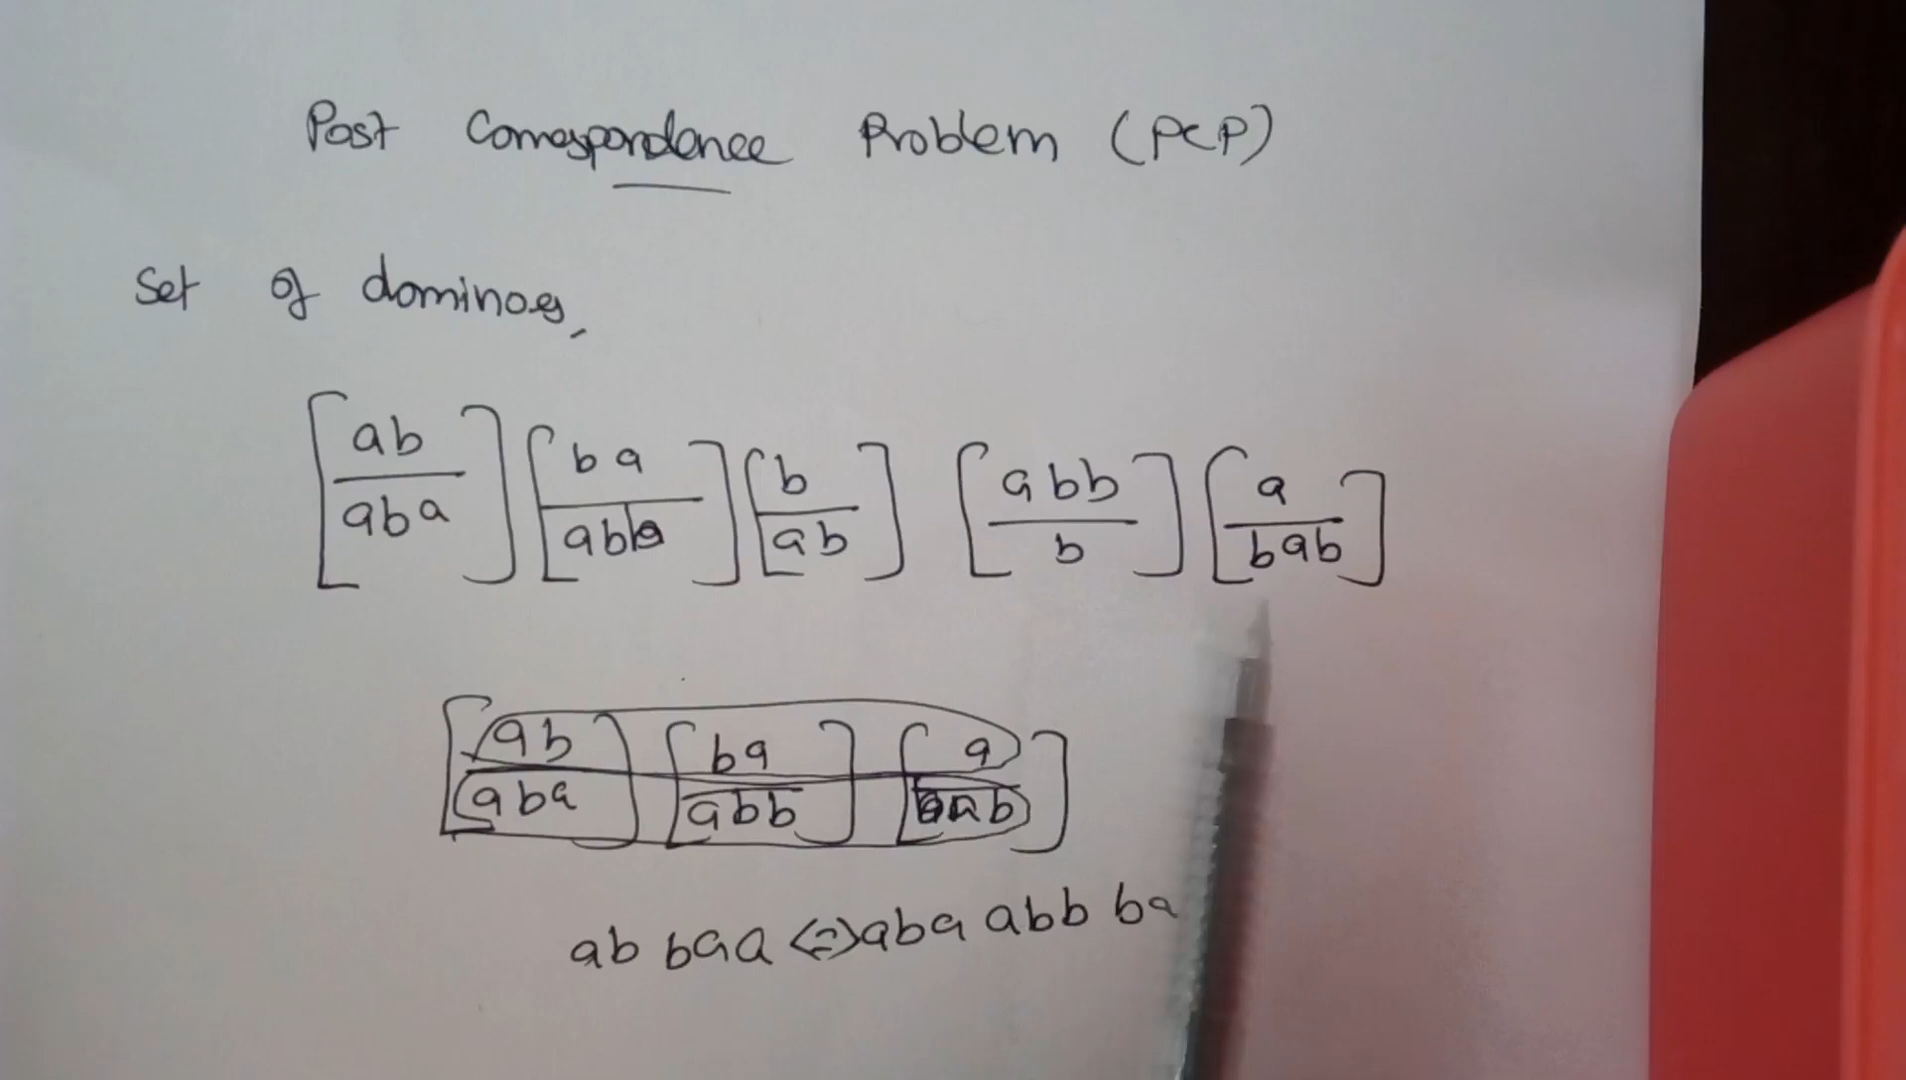 Post Correspondence Problem (PCP)
Set of dominoes,
[ab/aba] [ba/abb] [b/ab] [abb/b] [a/bab]
[ab/aba] [ba/abb] [a/bab]
ab baa <=> aba abb ba